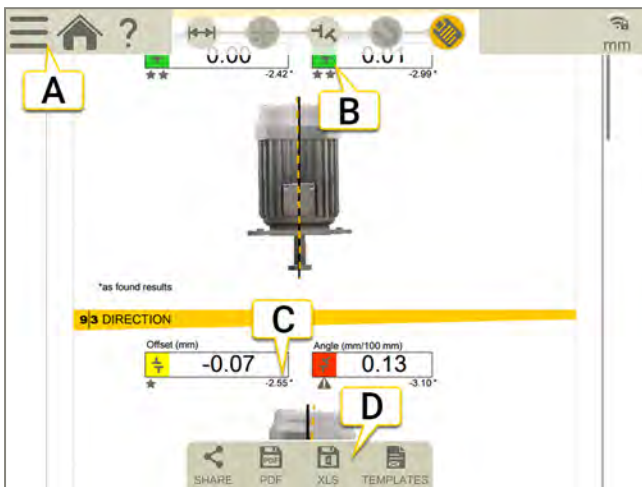 ?
mm
A
0.00
0.01
-2.42*
-2.99*
B
*as found results
9|3 DIRECTION
C
Offset (mm)
Angle (mm/100 mm)
-0.07
0.13
-2.55*
-3.10*
D
PDF
SHARE
PDF
XLS
TEMPLATES